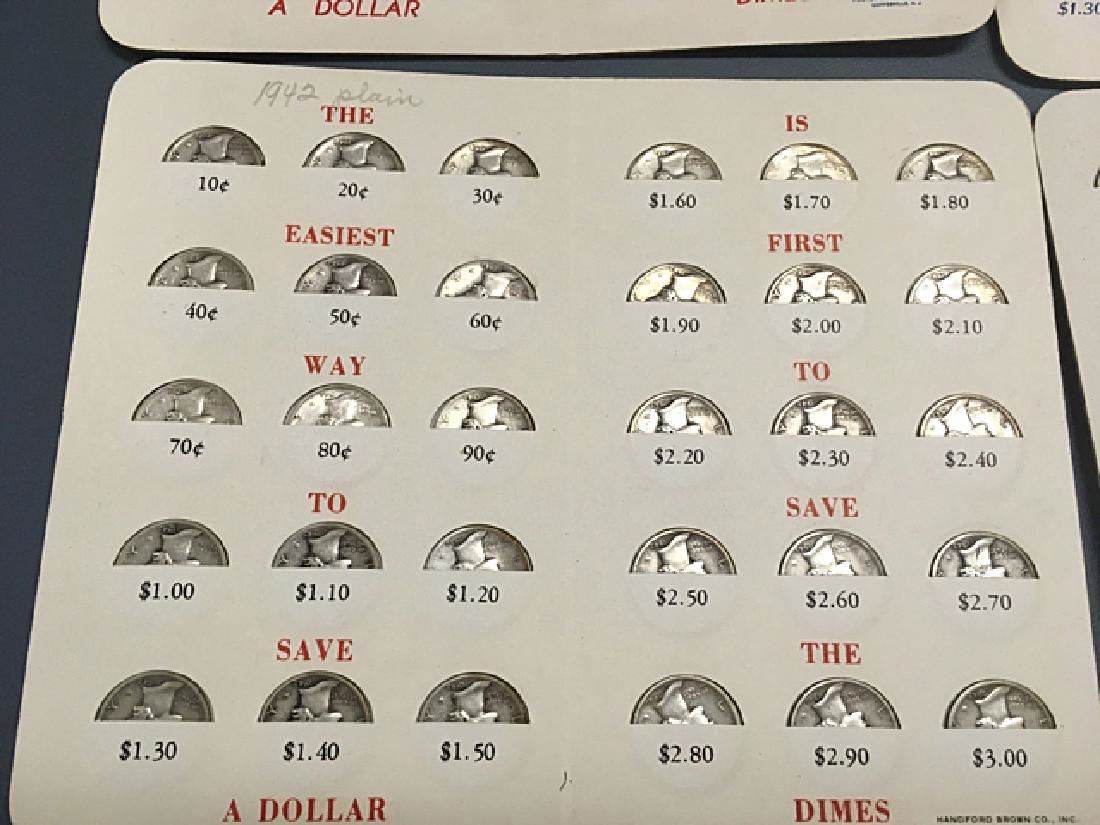 A DOLLAR
DIMES
$1.30
1942 plain
THE
10¢ 20¢ 30¢
EASIEST
40¢ 50¢ 60¢
WAY
70¢ 80¢ 90¢
TO
$1.00 $1.10 $1.20
SAVE
$1.30 $1.40 $1.50
A DOLLAR
IS
$1.60 $1.70 $1.80
FIRST
$1.90 $2.00 $2.10
TO
$2.20 $2.30 $2.40
SAVE
$2.50 $2.60 $2.70
THE
$2.80 $2.90 $3.00
DIMES
HANDFORD BROWN CO., INC.